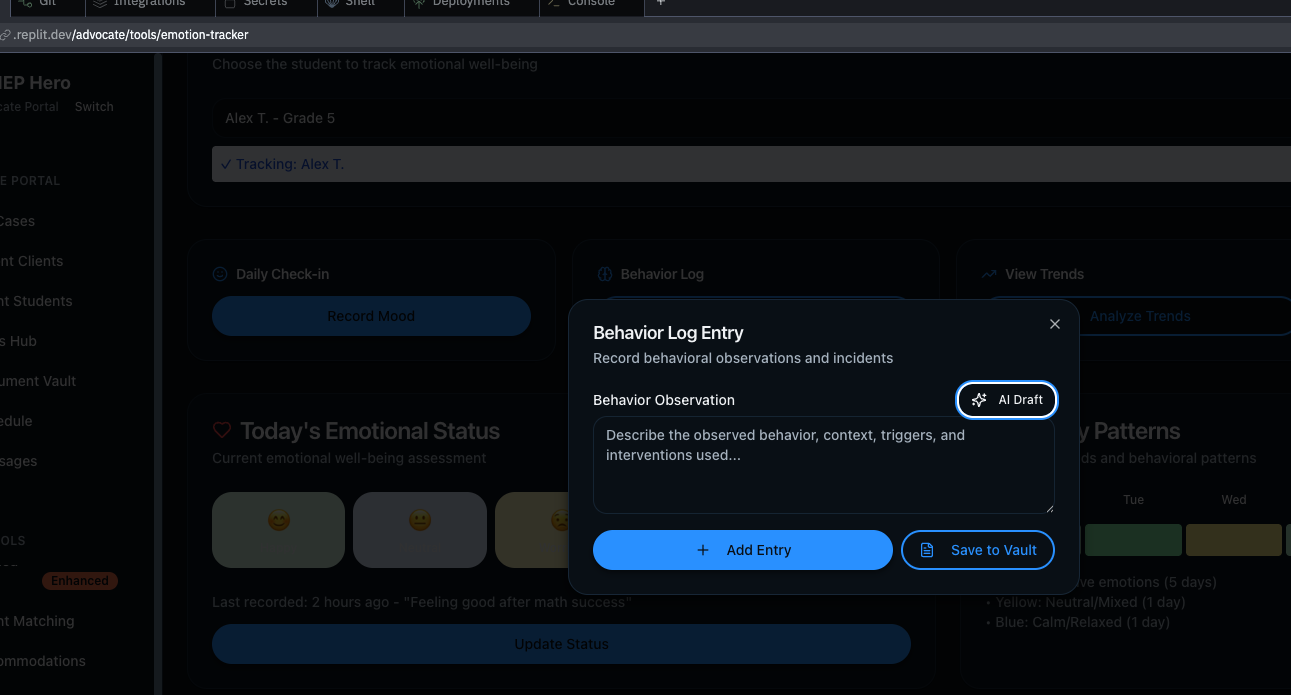 Git Integrations Secrets Shell Deployments Console +
.replit.dev/advocate/tools/emotion-tracker
IEP Hero
cate Portal Switch
E PORTAL
Cases
nt Clients
nt Students
s Hub
ument Vault
edule
sages
OLS
Enhanced
nt Matching
ommodations
Choose the student to track emotional well-being
Alex T. - Grade 5
✓ Tracking: Alex T.
Daily Check-in
Record Mood
Behavior Log
View Trends
Analyze Trends
Today's Emotional Status
Current emotional well-being assessment
Last recorded: 2 hours ago - "Feeling good after math success"
Update Status
y Patterns
ds and behavioral patterns
Tue Wed
ve emotions (5 days)
• Yellow: Neutral/Mixed (1 day)
• Blue: Calm/Relaxed (1 day)
Behavior Log Entry
Record behavioral observations and incidents
Behavior Observation
AI Draft
Describe the observed behavior, context, triggers, and
interventions used...
+ Add Entry
Save to Vault